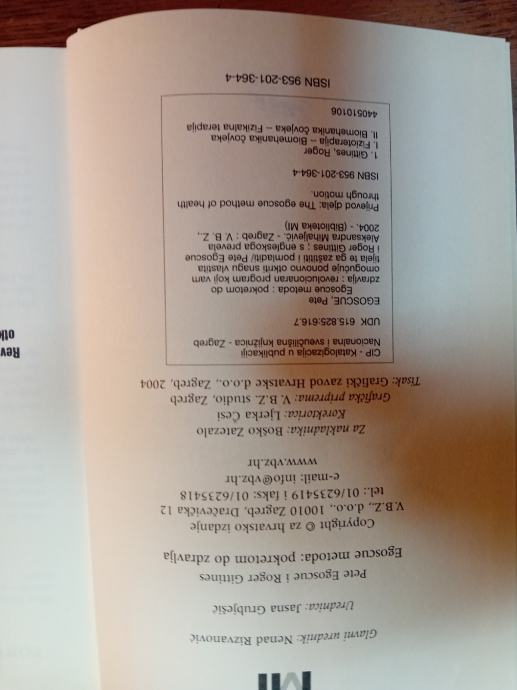 MI
Glavni urednik: Nenad Rizvanović
Urednica: Jasna Grubješić
Pete Egoscue i Roger Gittines
Egoscue metoda: pokretom do zdravlja
Copyright © za hrvatsko izdanje
V.B.Z., d.o.o., 10010 Zagreb, Dračevička 12
tel.: 01/6235419 i faks: 01/6235418
e-mail: info@vbz.hr
www.vbz.hr
Za nakladnika: Boško Zatezalo
Korektorica: Ljerka Češi
Grafička priprema: V.B.Z. studio, Zagreb
Tisak: Grafički zavod Hrvatske d.o.o., Zagreb, 2004
CIP - Katalogizacija u publikaciji
Nacionalna i sveučilišna knjižnica - Zagreb
UDK 615.825:616.7
EGOSCUE, Pete
Egoscue metoda : pokretom do
zdravlja : revolucionaran program koji vam
omogućuje ponovno otkriti snagu vlastita
tijela te ga zaštititi i pomladiti/ Pete Egoscue
i Roger Gittines ; s engleskoga prevela
Aleksandra Mihaljević. - Zagreb : V. B. Z.,
2004. - (Biblioteka MI)
Prijevod djela: The egoscue method of health
through motion.
ISBN 953-201-364-4
1. Gittines, Roger
I. Fizioterapija – Biomehanika čovjeka
II. Biomehanika čovjeka – Fizikalna terapija
440510106
ISBN 953-201-364-4
Rev
otk